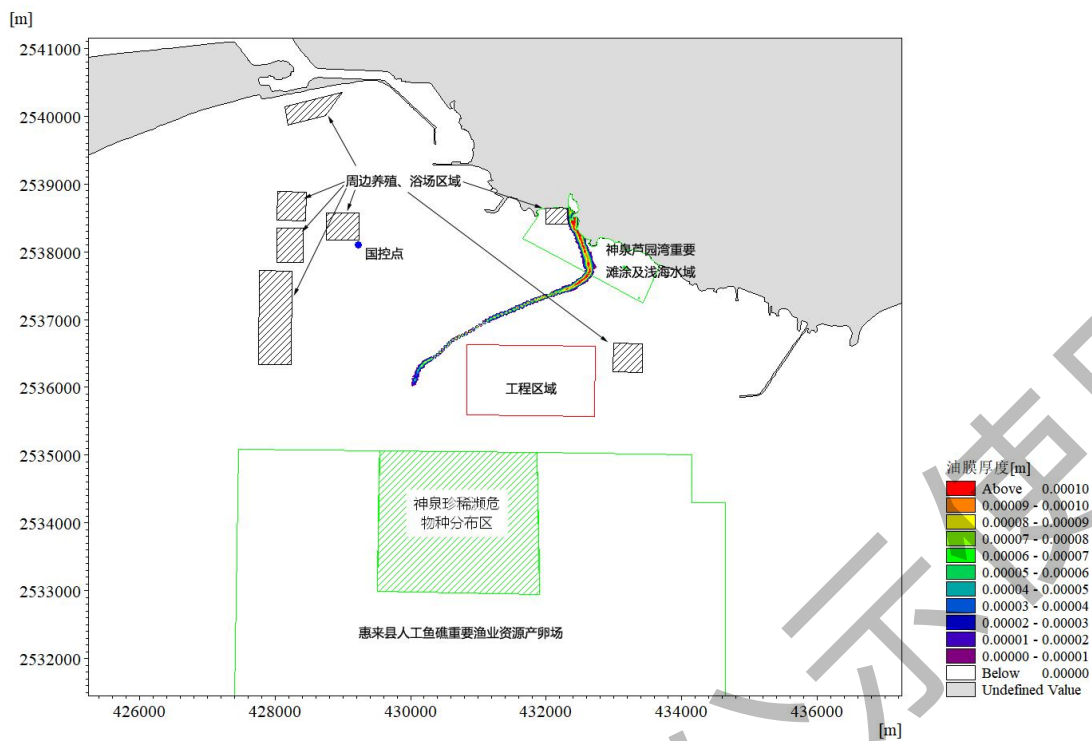 [m]
2541000
2540000
2539000
2538000
2537000
2536000
2535000
2534000
2533000
2532000
周边养殖、浴场区域
国控点
神泉芦园湾重要
滩涂及浅海水域
工程区域
神泉珍稀濒危
物种分布区
惠来县人工鱼礁重要渔业资源产卵场
426000 428000 430000 432000 434000 436000
[m]
油膜厚度[m]
Above 0.00010
0.00009 - 0.00010
0.00008 - 0.00009
0.00007 - 0.00008
0.00006 - 0.00007
0.00005 - 0.00006
0.00004 - 0.00005
0.00003 - 0.00004
0.00002 - 0.00003
0.00001 - 0.00002
0.00000 - 0.00001
Below 0.00000
Undefined Value
示